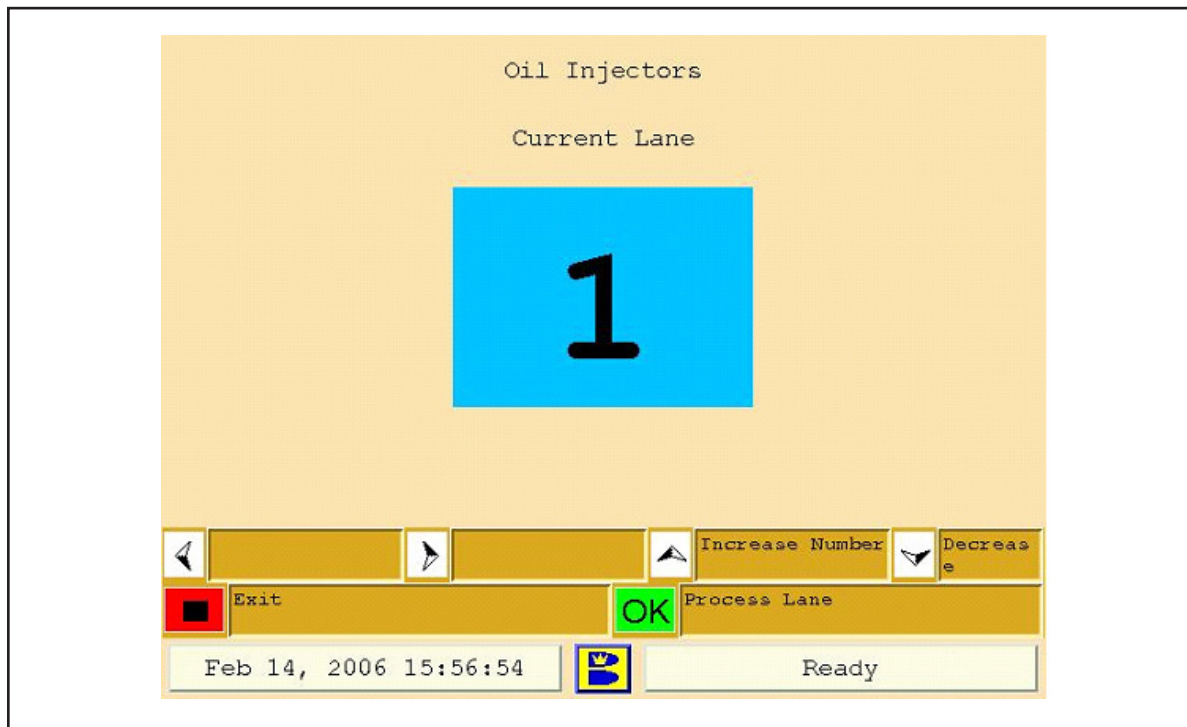 Oil Injectors
Current Lane
1
Increase Number
Decreas
e
Exit
OK
Process Lane
Feb 14, 2006 15:56:54
Ready